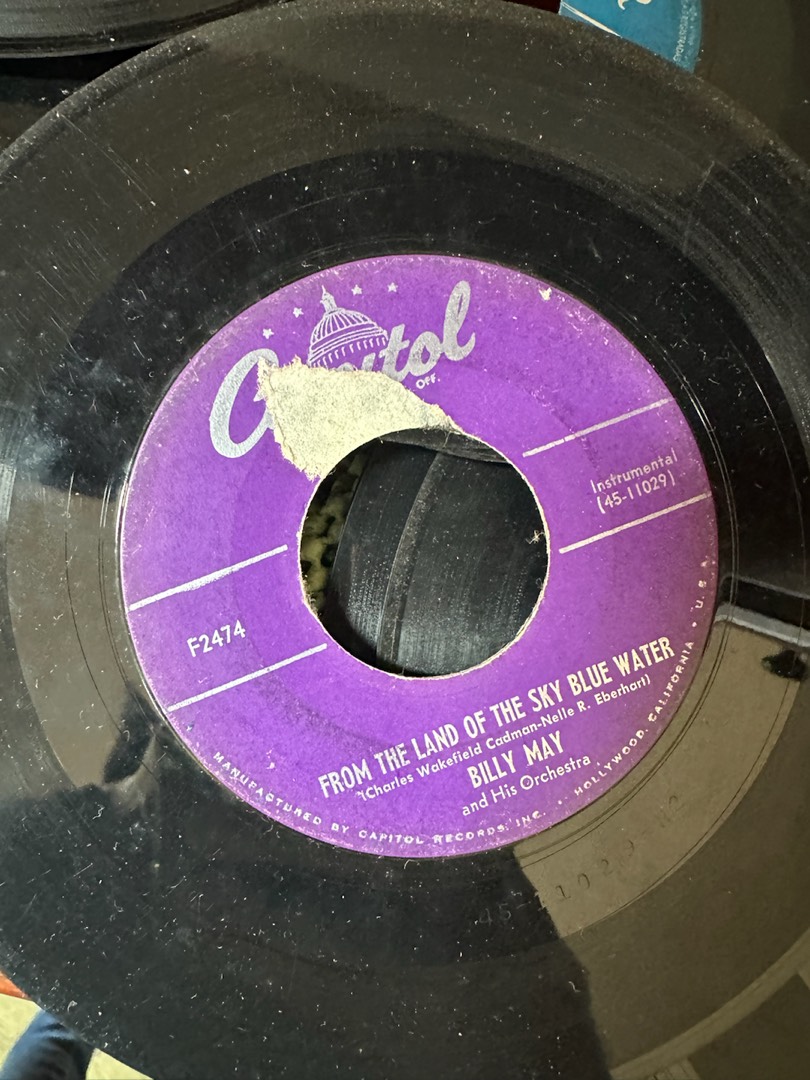 Capitol
Off.
Instrumental
(45-11029)
F2474
FROM THE LAND OF THE SKY BLUE WATER
(Charles Wakefield Cadman-Nelle R. Eberhart)
BILLY MAY
and His Orchestra
MANUFACTURED BY CAPITOL RECORDS, INC. • HOLLYWOOD, CALIFORNIA • U.S.A.